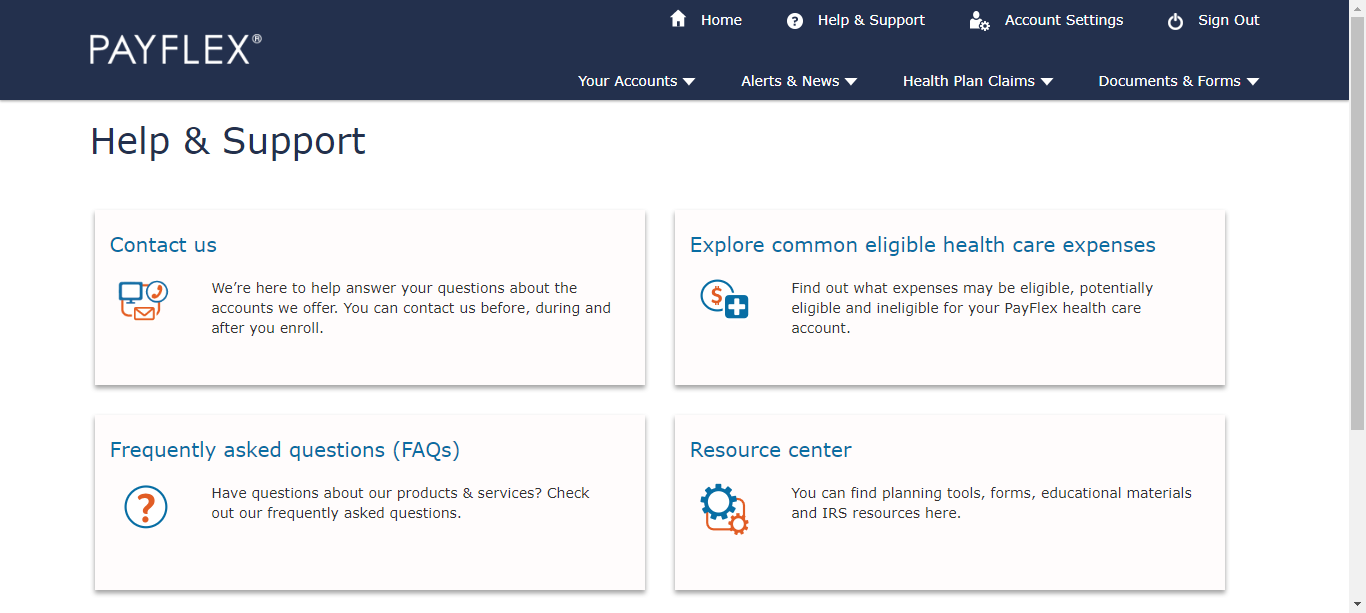 Home Help & Support Account Settings Sign Out
PAYFLEX®
Your Accounts Alerts & News Health Plan Claims Documents & Forms
Help & Support
Contact us
We’re here to help answer your questions about the
accounts we offer. You can contact us before, during and
after you enroll.
Explore common eligible health care expenses
Find out what expenses may be eligible, potentially
eligible and ineligible for your PayFlex health care
account.
Frequently asked questions (FAQs)
Have questions about our products & services? Check
out our frequently asked questions.
Resource center
You can find planning tools, forms, educational materials
and IRS resources here.